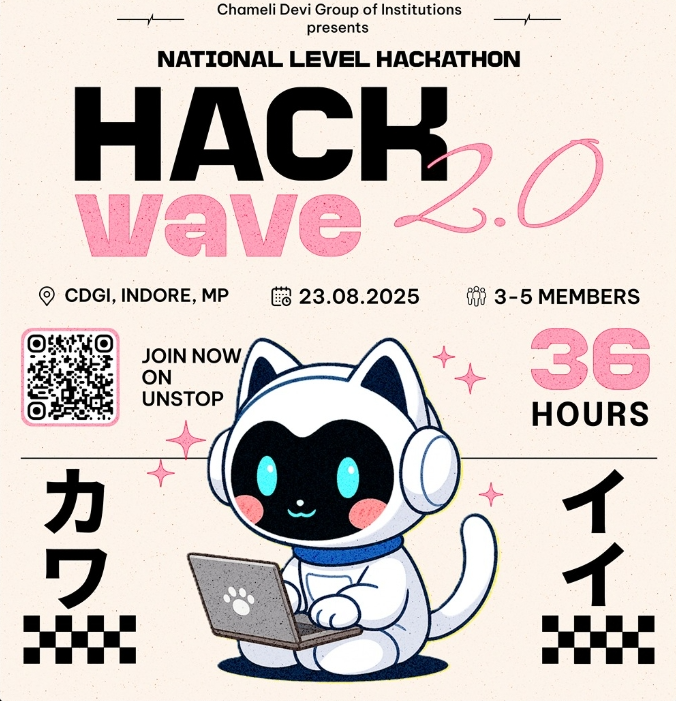 Chameli Devi Group of Institutions
presents
NATIONAL LEVEL HACKATHON
HACK
wave 2.0
CDGI, INDORE, MP
23.08.2025
3-5 MEMBERS
JOIN NOW
ON
UNSTOP
36
HOURS
カワ
イイ